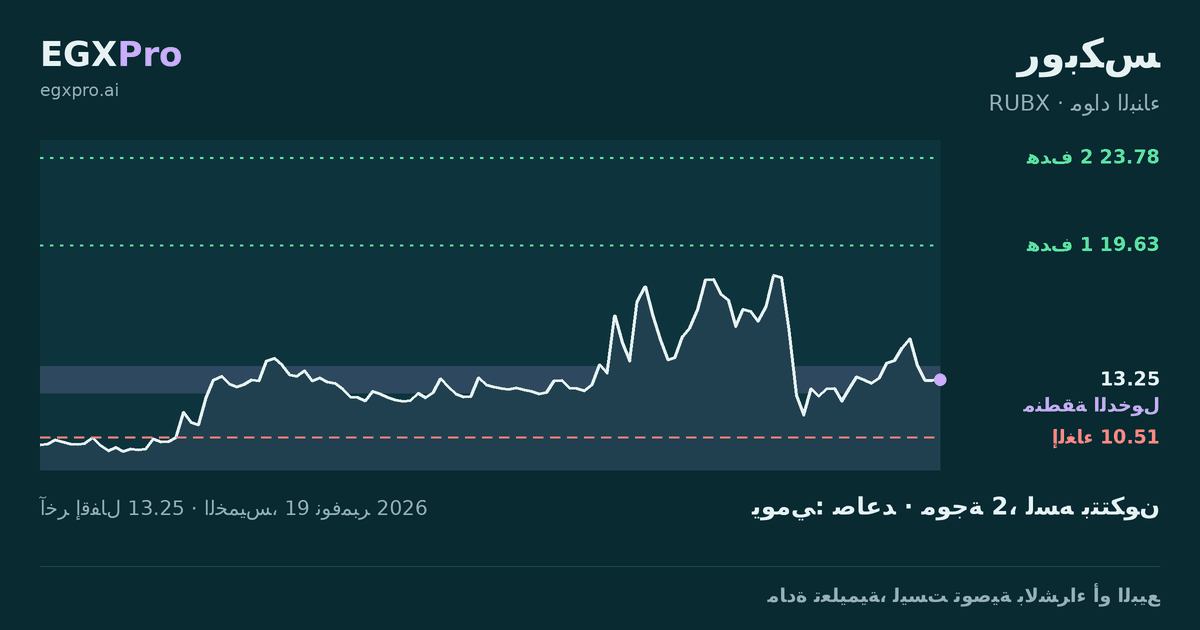 EGXPro
egxpro.ai
روبكس
RUBX · مواد البناء
هدف 2 23.78
هدف 1 19.63
13.25
منطقة الدخول
إلغاء 10.51
يومي: صاعد · موجة 2، لسه بتتكون
آخر إقفال 13.25 · الخميس، 19 نوفمبر 2026
مادة تعليمية، ليست توصية بالشراء أو البيع